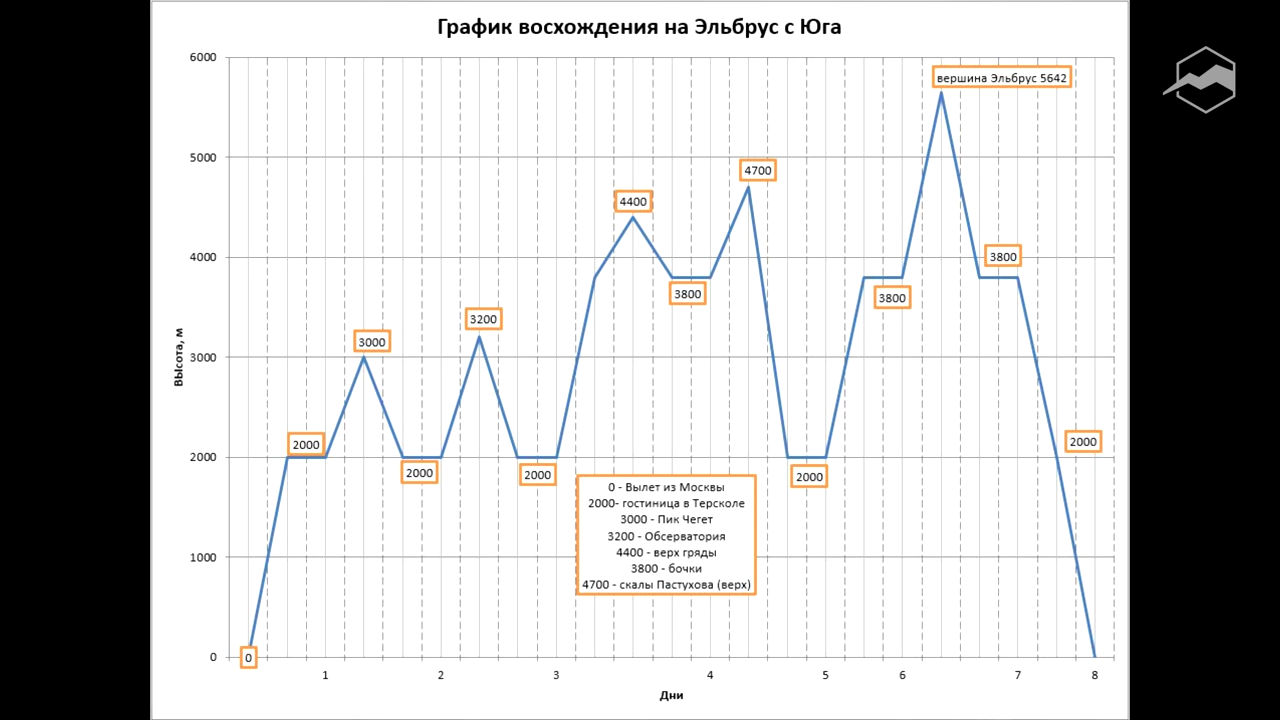 График восхождения на Эльбрус с Юга
6000
вершина Эльбрус 5642
5000
4700
4400
4000
3800
3800
3800
ВЫсота, м
3200
3000
3000
2000
2000
2000
2000
2000
2000
0 - Вылет из Москвы
2000- гостиница в Терсколе
3000 - Пик Чегет
3200 - Обсерватория
4400 - верх гряды
3800 - бочки
4700 - скалы Пастухова (верх)
1000
0
0
1 2 3 4 5 6 7 8
Дни